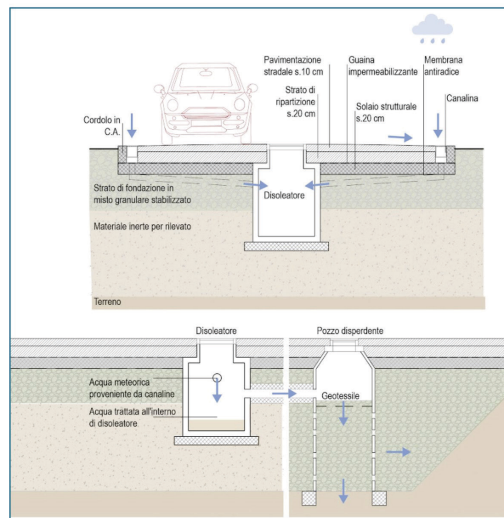 Pavimentazione
stradale s.10 cm
Guaina
impermeabilizzante
Membrana
antiradice
Strato di
ripartizione
s.20 cm
Solaio strutturale
s.20 cm
Canalina
Cordolo in
C.A.
Strato di fondazione in
misto granulare stabilizzato
Disoleatore
Materiale inerte per rilevato
Terreno
Disoleatore
Pozzo disperdente
Acqua meteorica
proveniente da canaline
Geotessile
Acqua trattata all'interno
di disoleatore